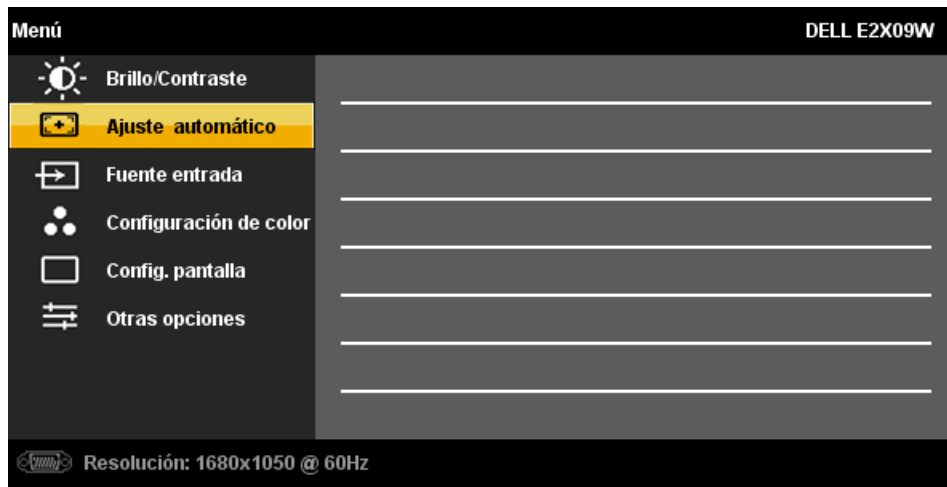 Menú DELL E2X09W
Brillo/Contraste
Ajuste automático
Fuente entrada
Configuración de color
Config. pantalla
Otras opciones
Resolución: 1680x1050 @ 60Hz